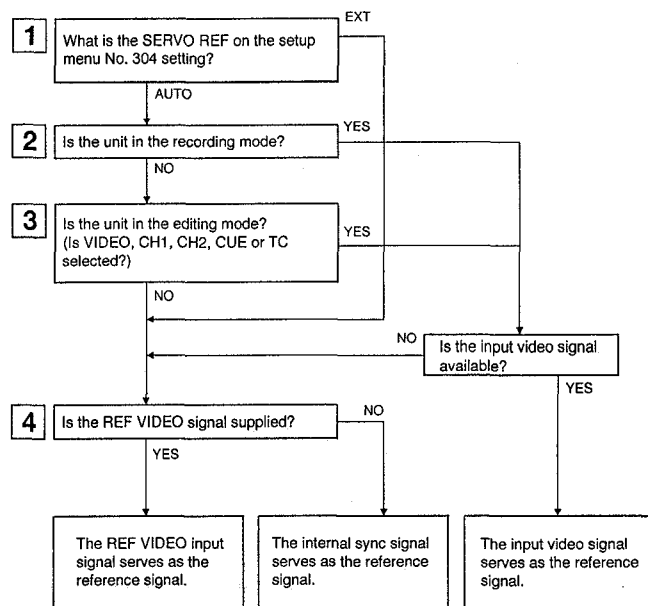 1
What is the SERVO REF on the setup
menu No. 304 setting?
EXT
AUTO
2
Is the unit in the recording mode?
YES
NO
3
Is the unit in the editing mode?
(Is VIDEO, CH1, CH2, CUE or TC
selected?)
YES
NO
NO
Is the input video signal
available?
YES
4
Is the REF VIDEO signal supplied?
NO
YES
The REF VIDEO input
signal serves as the
reference signal.
The internal sync signal
serves as the reference
signal.
The input video signal
serves as the reference
signal.